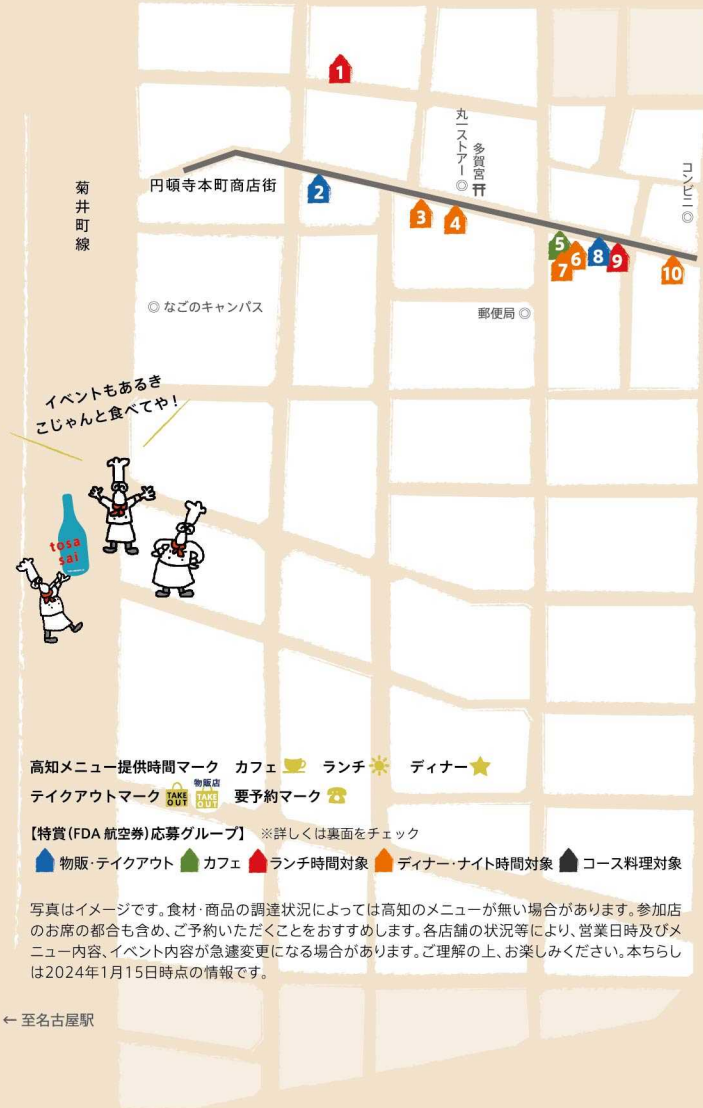 1
丸一ストアー◎
多賀宮
コンビニ◎
菊井町線
円頓寺本町商店街
2
3
4
5
6
7
8
9
10
◎なごのキャンパス
郵便局◎
イベントもあるき
こじゃんと食べてや！
tosa
sai
高知メニュー提供時間マーク カフェ ランチ ディナー
物販店
テイクアウトマーク TAKE OUT TAKE OUT 要予約マーク
【特賞(FDA 航空券)応募グループ】 ※詳しくは裏面をチェック
物販・テイクアウト カフェ ランチ時間対象 ディナー・ナイト時間対象 コース料理対象
写真はイメージです。食材・商品の調達状況によっては高知のメニューが無い場合があります。参加店
のお席の都合も含め、ご予約いただくことをおすすめします。各店舗の状況等により、営業日時及びメ
ニュー内容、イベント内容が急遽変更になる場合があります。ご理解の上、お楽しみください。本ちらし
は2024年1月15日時点の情報です。
← 至名古屋駅